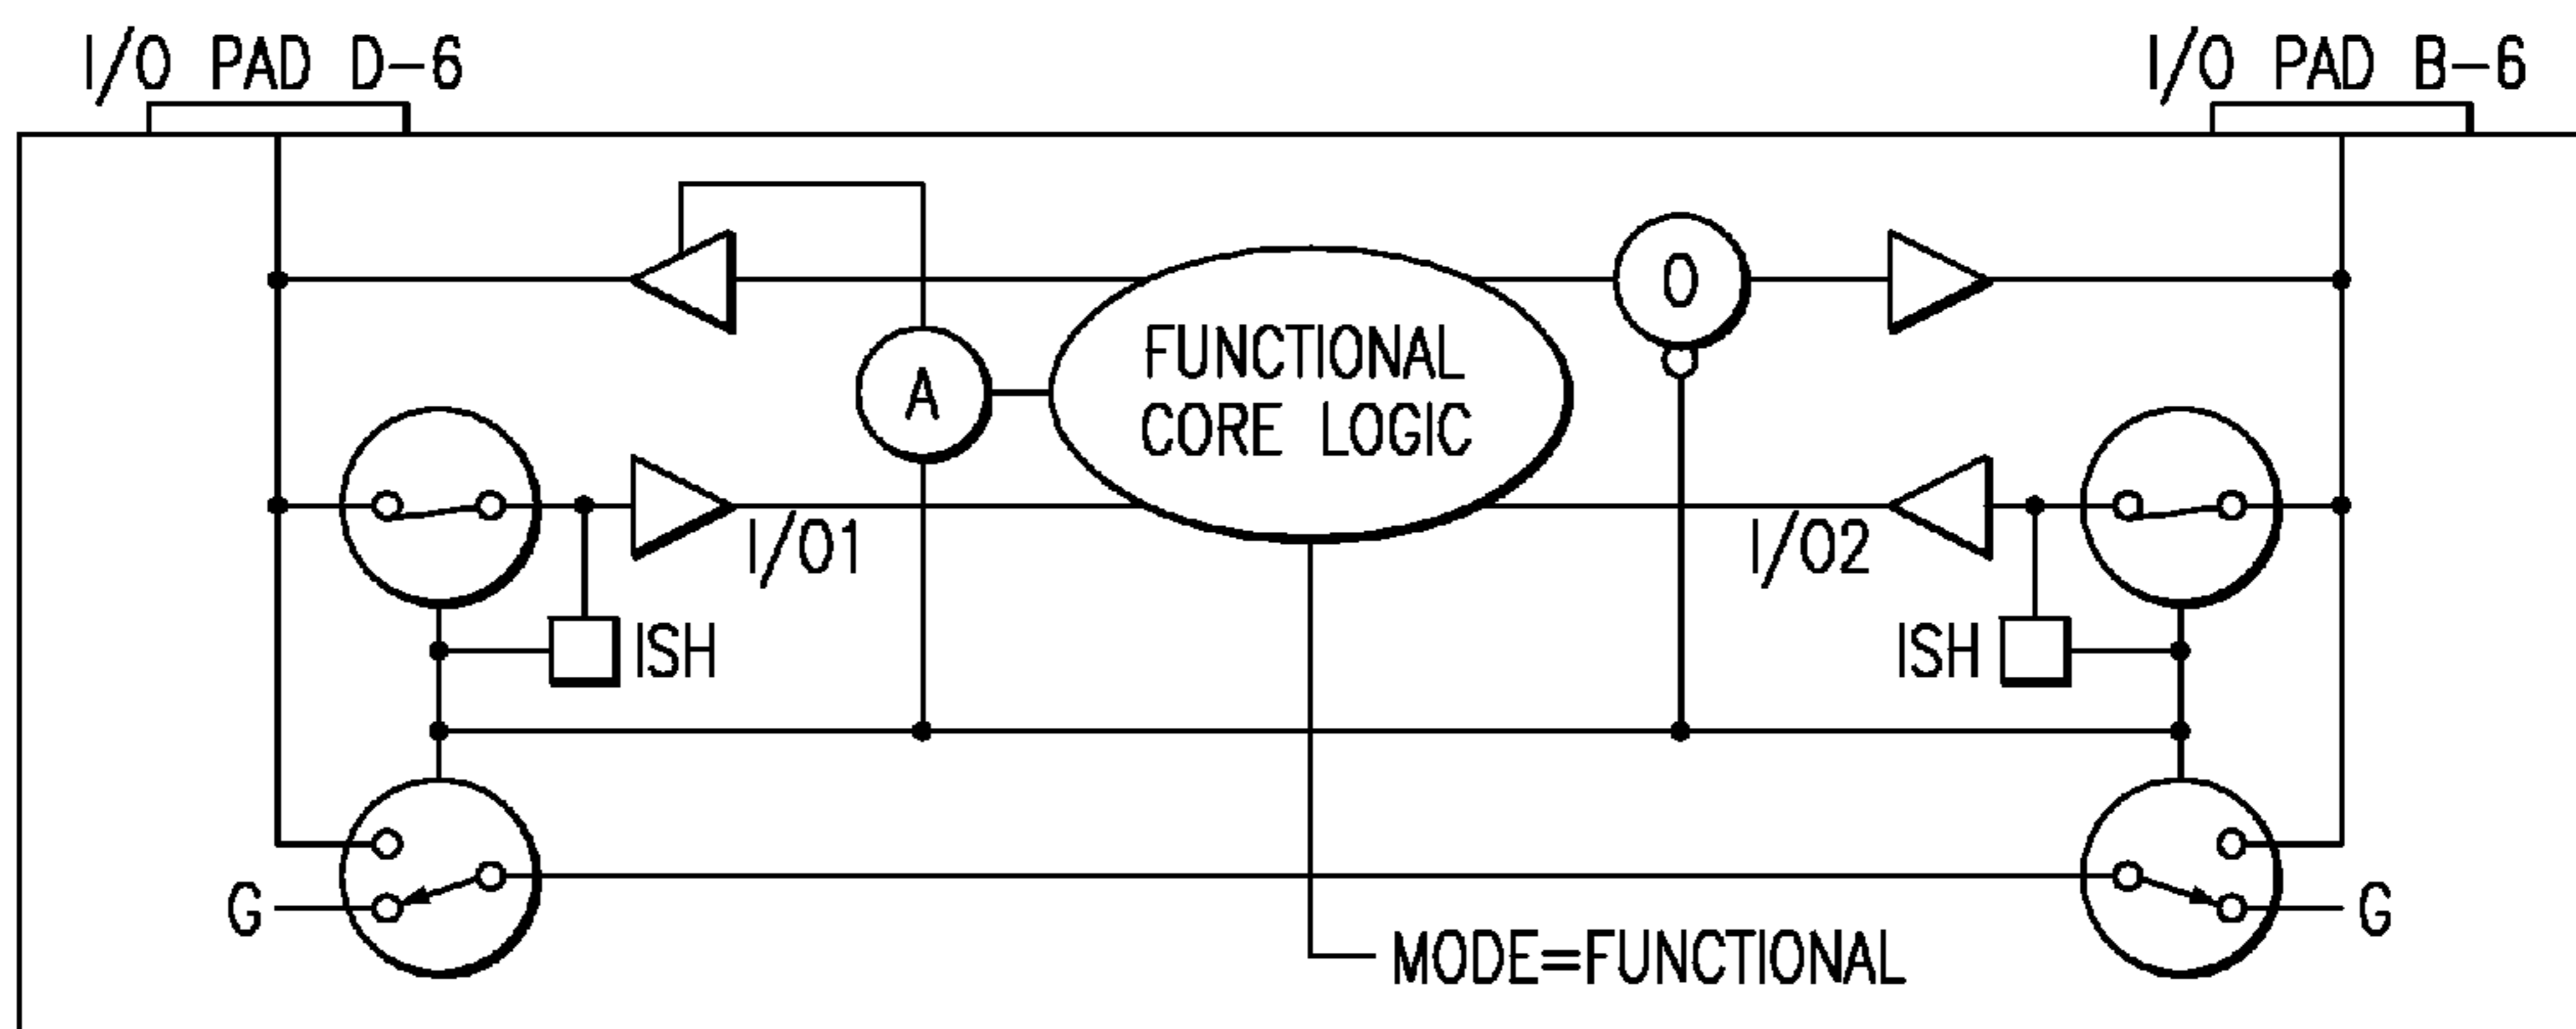 I/O PAD D-6
I/O PAD B-6
O
A
FUNCTIONAL
CORE LOGIC
I/O1
I/O2
ISH
ISH
G
G
MODE=FUNCTIONAL